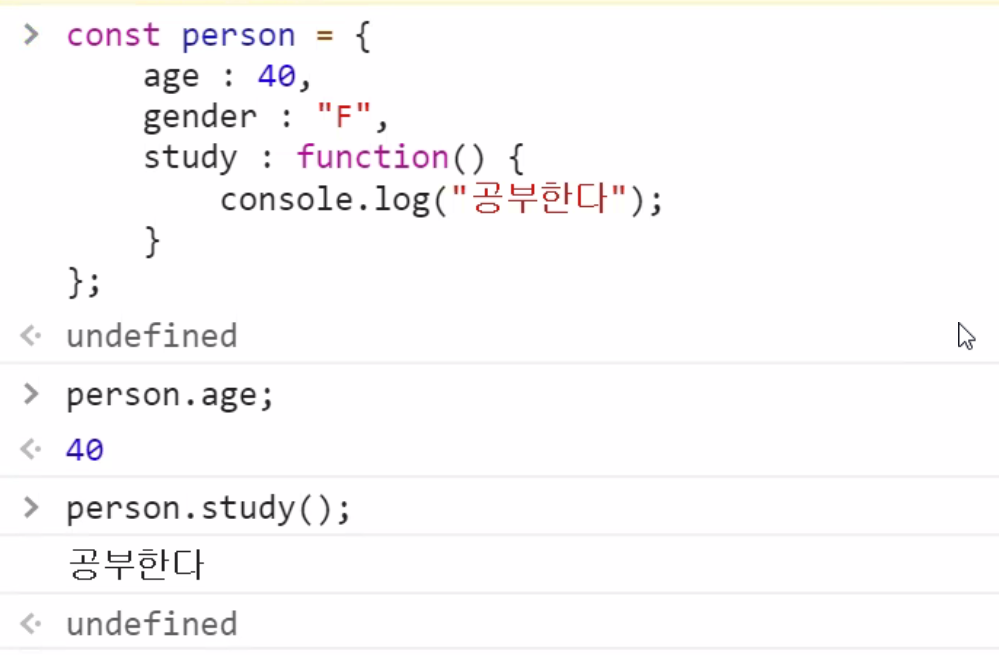 const person = {
    age : 40,
    gender : "F",
    study : function() {
        console.log("공부한다");
    }
};
undefined
person.age;
40
person.study();
공부한다
undefined